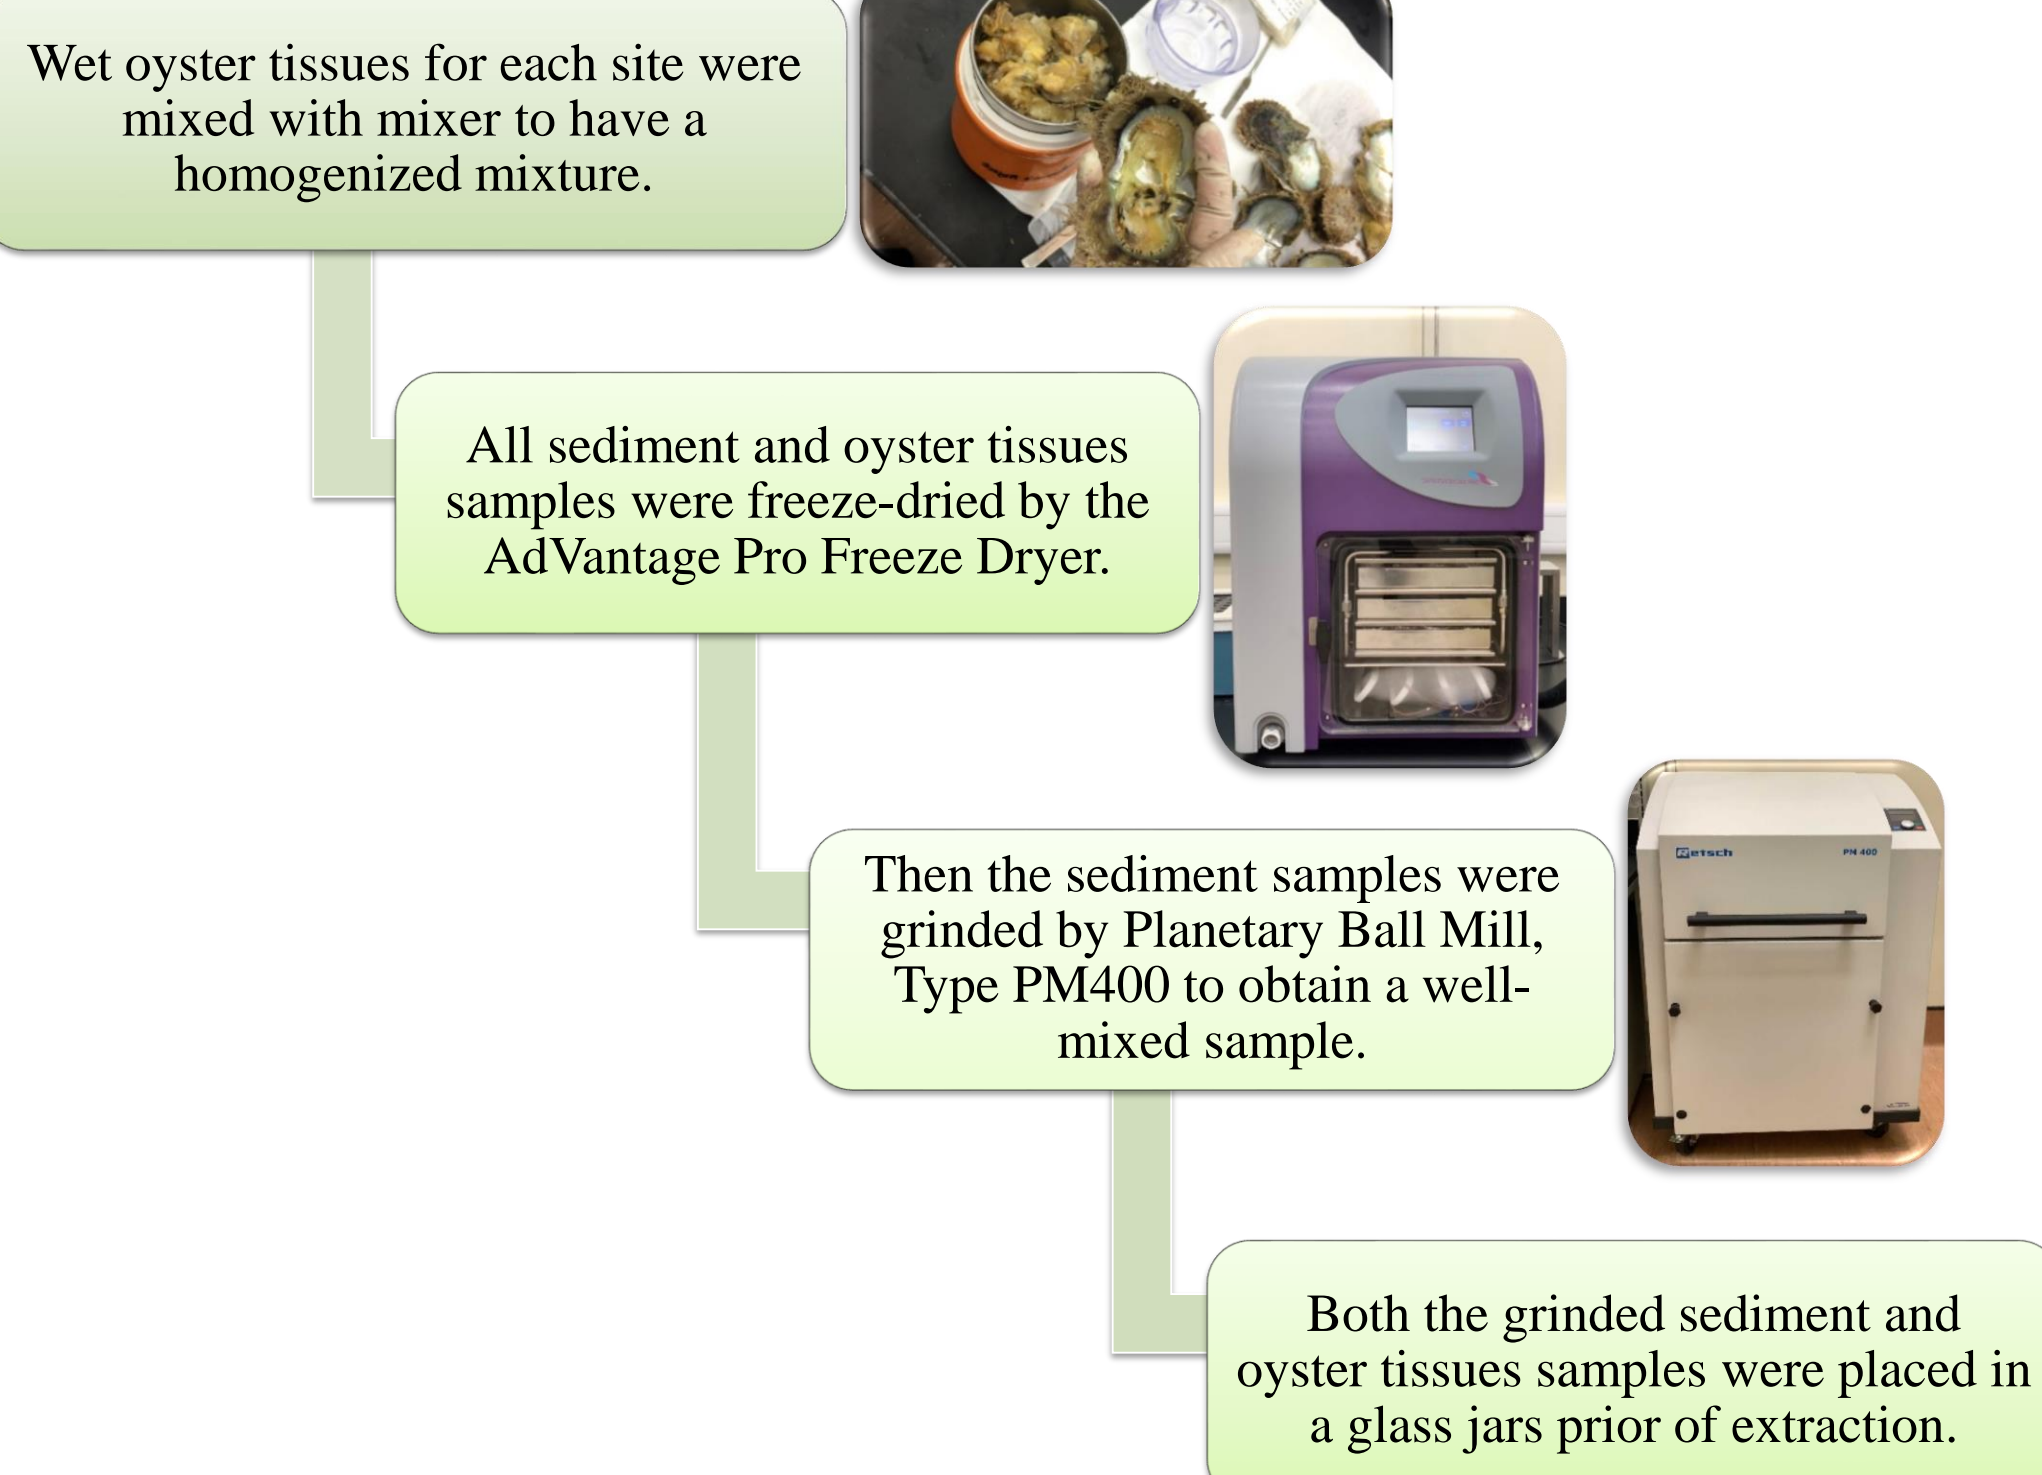 Wet oyster tissues for each site were
mixed with mixer to have a
homogenized mixture.
All sediment and oyster tissues
samples were freeze-dried by the
AdVantage Pro Freeze Dryer.
Then the sediment samples were
grinded by Planetary Ball Mill,
Type PM400 to obtain a well-
mixed sample.
Retsch
PM 400
Both the grinded sediment and
oyster tissues samples were placed in
a glass jars prior of extraction.